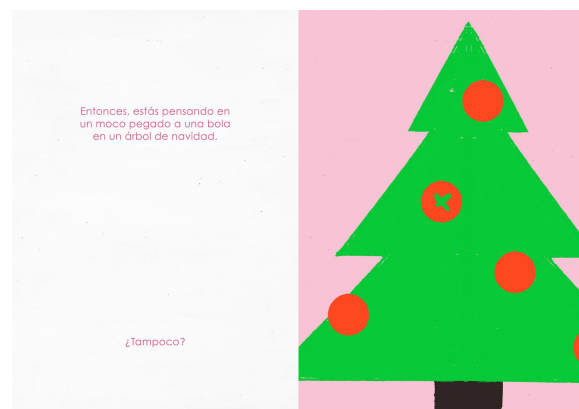 Entonces, estás pensando en
un moco pegado a una bola
en un árbol de navidad.
¿Tampoco?